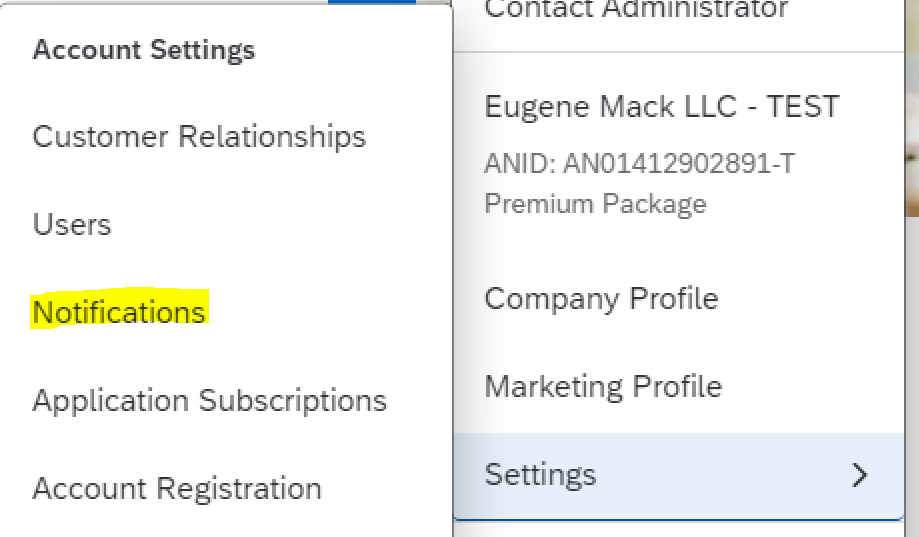 Account Settings
Customer Relationships
Users
Notifications
Application Subscriptions
Account Registration
Contact Administrator
Eugene Mack LLC - TEST
ANID: AN01412902891-T
Premium Package
Company Profile
Marketing Profile
Settings